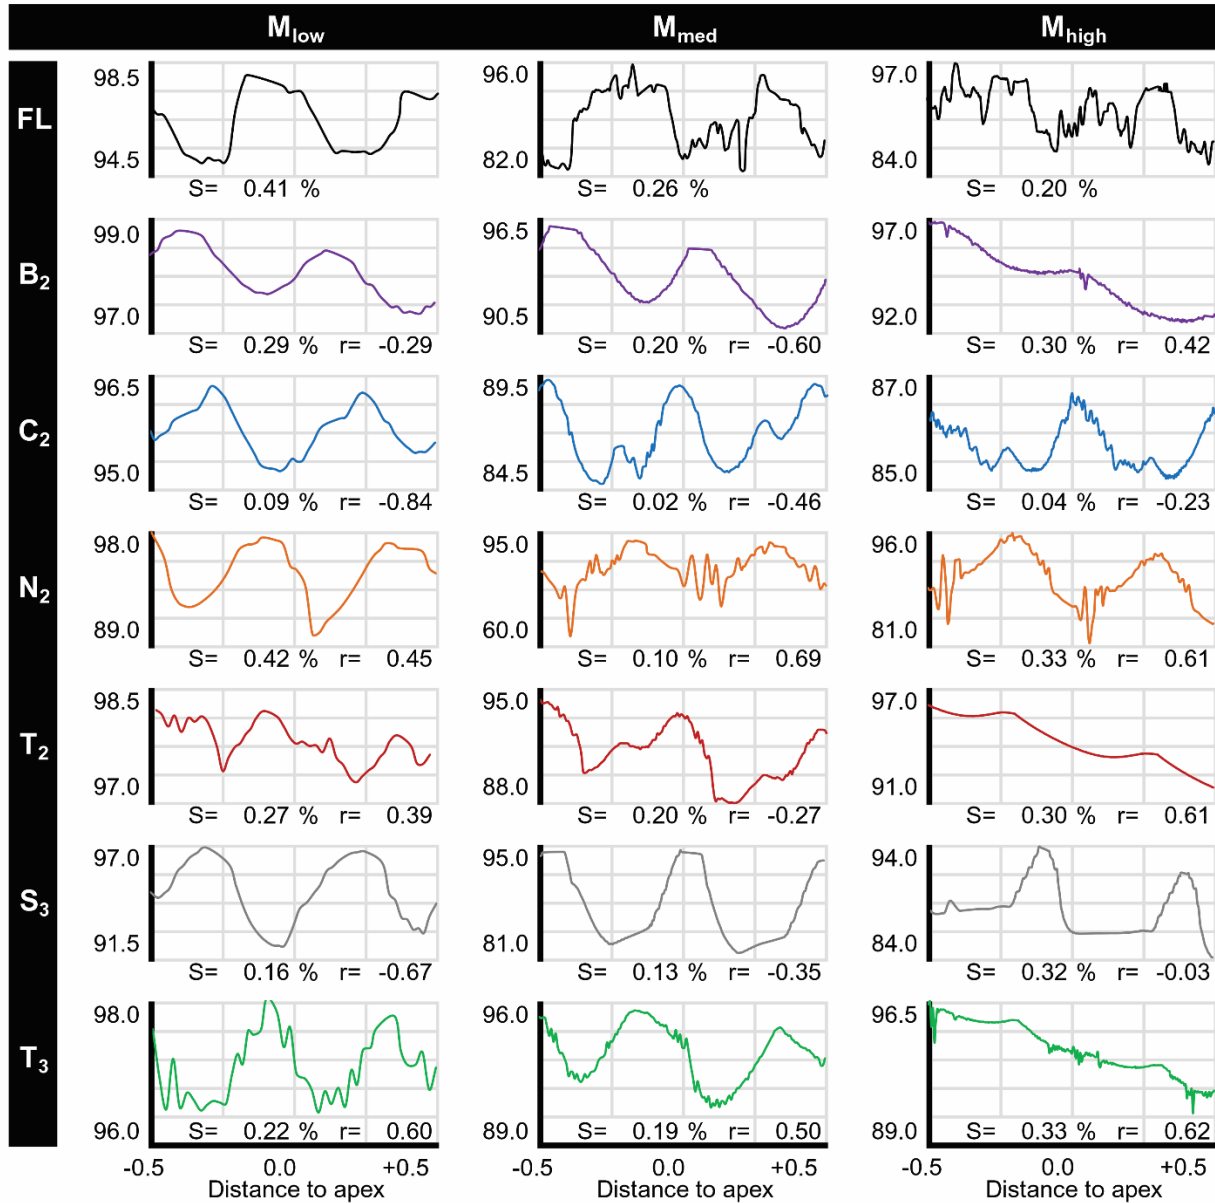 M_low M_med M_high
FL
98.5 96.0 97.0
94.5 82.0 84.0
S= 0.41 % S= 0.26 % S= 0.20 %
B_2
99.0 96.5 97.0
97.0 90.5 92.0
S= 0.29 % r= -0.29 S= 0.20 % r= -0.60 S= 0.30 % r= 0.42
C_2
96.5 89.5 87.0
95.0 84.5 85.0
S= 0.09 % r= -0.84 S= 0.02 % r= -0.46 S= 0.04 % r= -0.23
N_2
98.0 95.0 96.0
89.0 60.0 81.0
S= 0.42 % r= 0.45 S= 0.10 % r= 0.69 S= 0.33 % r= 0.61
T_2
98.5 95.0 97.0
97.0 88.0 91.0
S= 0.27 % r= 0.39 S= 0.20 % r= -0.27 S= 0.30 % r= 0.61
S_3
97.0 95.0 94.0
91.5 81.0 84.0
S= 0.16 % r= -0.67 S= 0.13 % r= -0.35 S= 0.32 % r= -0.03
T_3
98.0 96.0 96.5
96.0 89.0 89.0
S= 0.22 % r= 0.60 S= 0.19 % r= 0.50 S= 0.33 % r= 0.62
-0.5 0.0 +0.5 -0.5 0.0 +0.5 -0.5 0.0 +0.5
Distance to apex Distance to apex Distance to apex